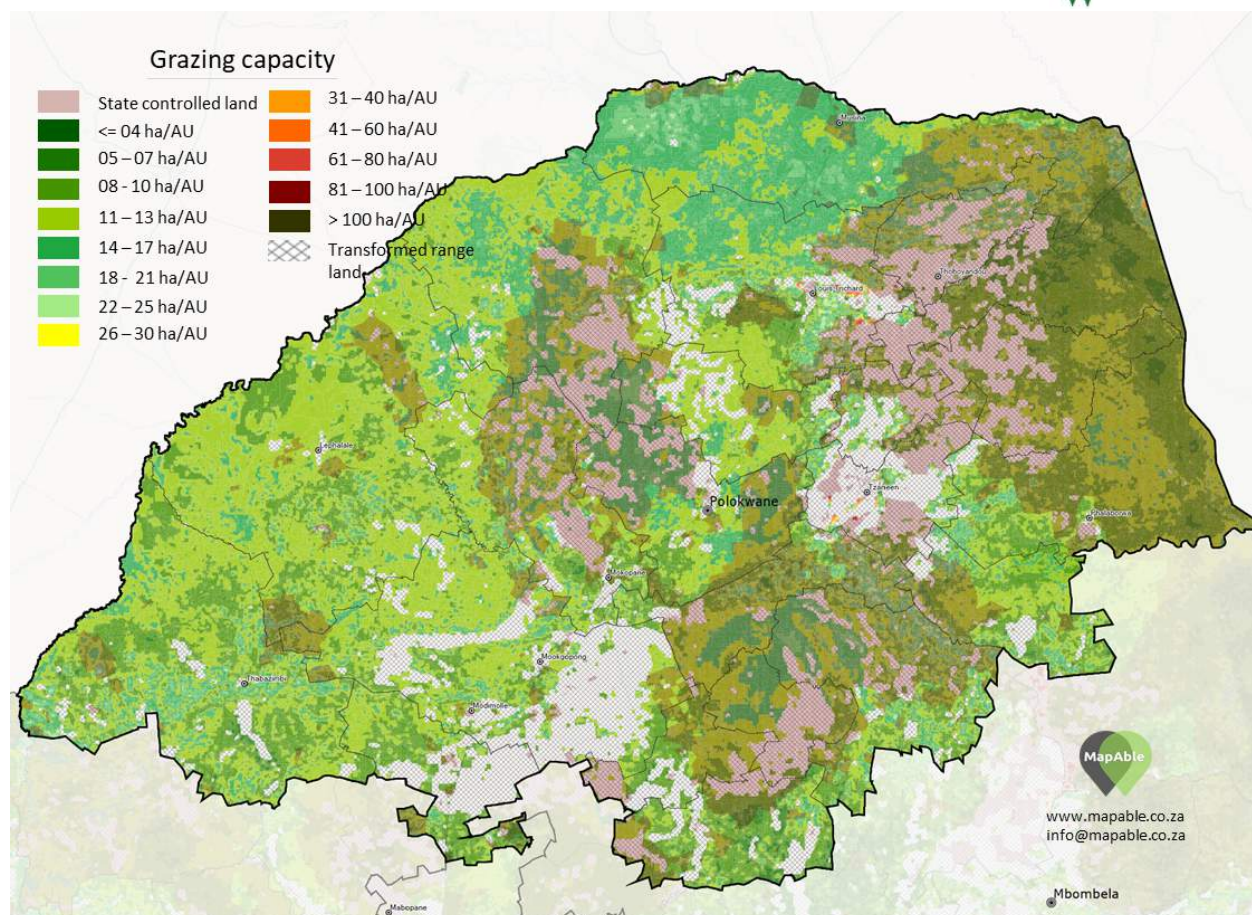 Grazing capacity
State controlled land
<= 04 ha/AU
05 – 07 ha/AU
08 - 10 ha/AU
11 – 13 ha/AU
14 – 17 ha/AU
18 - 21 ha/AU
22 – 25 ha/AU
26 – 30 ha/AU
31 – 40 ha/AU
41 – 60 ha/AU
61 – 80 ha/AU
81 – 100 ha/AU
> 100 ha/AU
Transformed range
land
Musina
Thohoyandou
Louis Trichard
Lephalale
Polokwane
Tzaneen
Phalaborwa
Mokopane
Mookgopong
Thabazimbi
Modimolle
MapAble
www.mapable.co.za
info@mapable.co.za
Mbombela
Mabopane